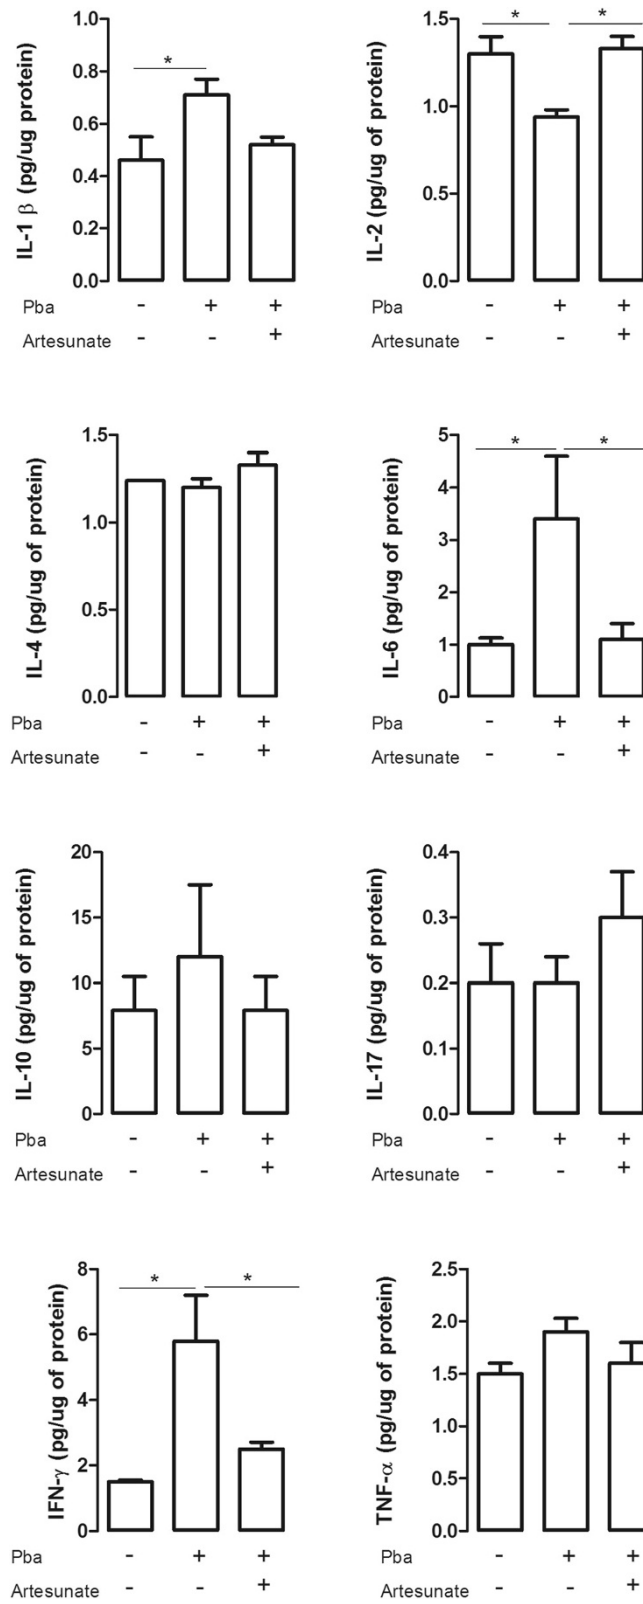 IL-1 β (pg/ug protein)
1.0
0.8
0.6
0.4
0.2
0.0
*
Pba - + +
Artesunate - - +
IL-2 (pg/ug of protein)
1.5
1.0
0.5
0.0
* *
Pba - + +
Artesunate - - +
IL-4 (pg/ug of protein)
1.5
1.0
0.5
0.0
Pba - + +
Artesunate - - +
IL-6 (pg/ug of protein)
5
4
3
2
1
0
* *
Pba - + +
Artesunate - - +
IL-10 (pg/ug of protein)
20
15
10
5
0
Pba - + +
Artesunate - - +
IL-17 (pg/ug of protein)
0.4
0.3
0.2
0.1
0.0
Pba - + +
Artesunate - - +
IFN-γ (pg/ug of protein)
8
6
4
2
0
* *
Pba - + +
Artesunate - - +
TNF-α (pg/ug of protein)
2.5
2.0
1.5
1.0
0.5
0.0
Pba - + +
Artesunate - - +